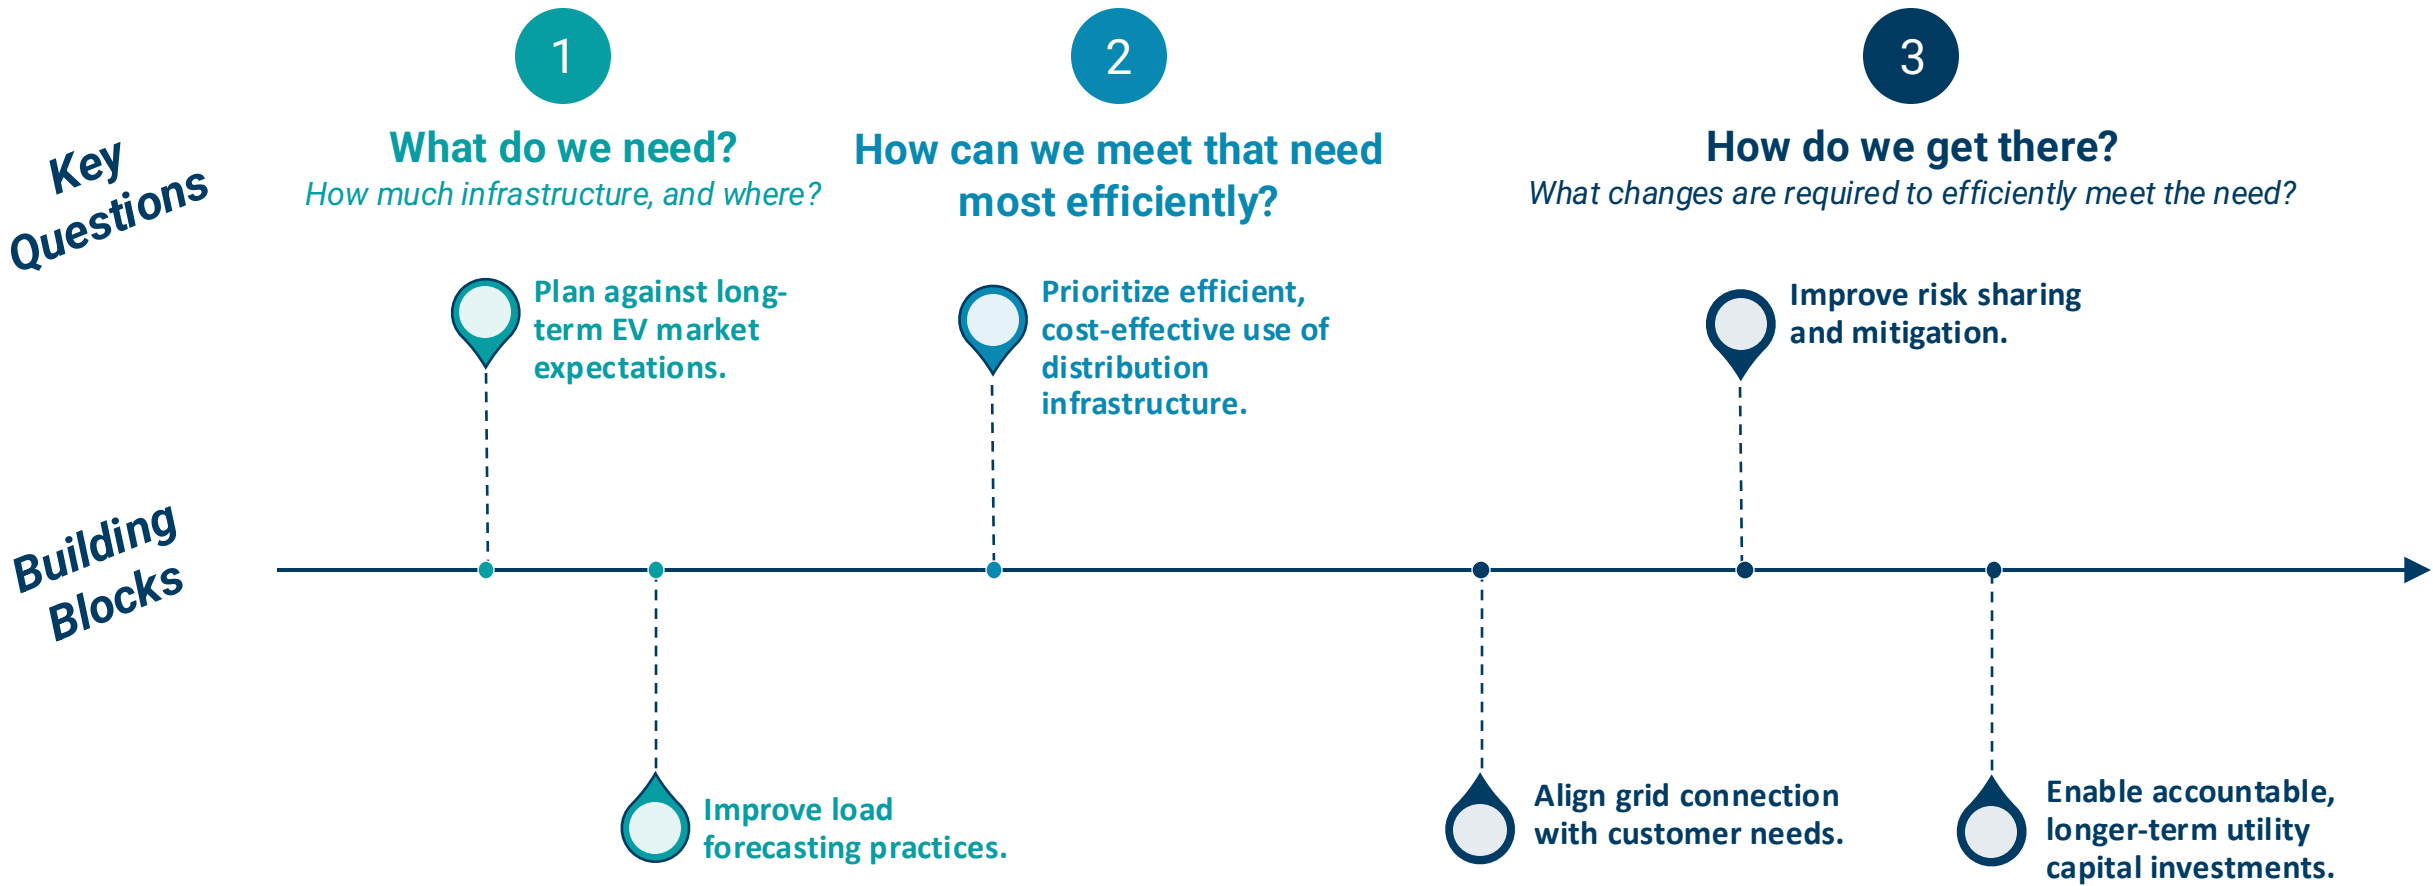 Key
Questions
1
What do we need?
How much infrastructure, and where?
2
How can we meet that need
most efficiently?
3
How do we get there?
What changes are required to efficiently meet the need?
Building
Blocks
Plan against long-
term EV market
expectations.
Improve load
forecasting practices.
Prioritize efficient,
cost-effective use of
distribution
infrastructure.
Align grid connection
with customer needs.
Improve risk sharing
and mitigation.
Enable accountable,
longer-term utility
capital investments.